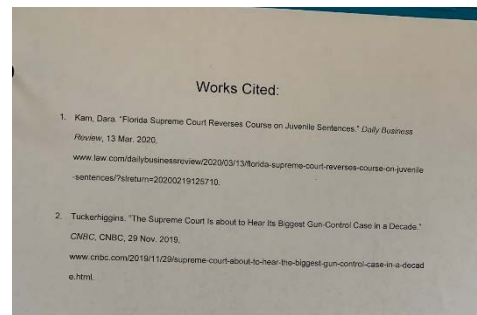 Works Cited:
1. Kam, Dara. "Florida Supreme Court Reverses Course on Juvenile Sentences." Daily Business
Review, 13 Mar. 2020,
www.law.com/dailybusinessreview/2020/03/13/florida-supreme-court-reverses-course-on-juvenile
-sentences/?slreturn=20200219125710.
2. Tuckerhiggins. "The Supreme Court Is about to Hear Its Biggest Gun-Control Case in a Decade."
CNBC, CNBC, 29 Nov. 2019,
www.cnbc.com/2019/11/29/supreme-court-about-to-hear-the-biggest-gun-control-case-in-a-decad
e.html.